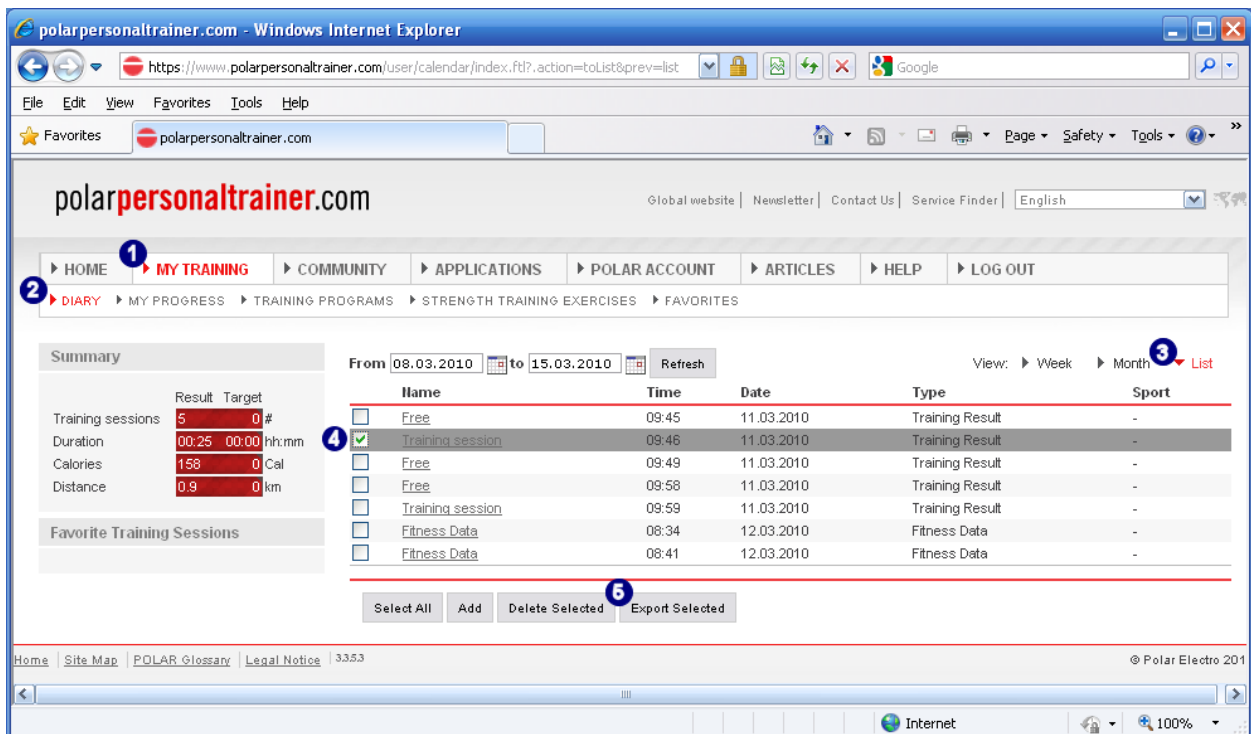 polarpersonaltrainer.com - Windows Internet Explorer
https://www.polarpersonaltrainer.com/user/calendar/index.ftl?.action=toList&prev=list Google
File Edit View Favorites Tools Help
Favorites polarpersonaltrainer.com Page Safety Tools »
polarpersonaltrainer.com
Global website | Newsletter | Contact Us | Service Finder | English
1
HOME MY TRAINING COMMUNITY APPLICATIONS POLAR ACCOUNT ARTICLES HELP LOG OUT
2
DIARY MY PROGRESS TRAINING PROGRAMS STRENGTH TRAINING EXERCISES FAVORITES
Summary
Result Target
Training sessions 5 0 #
Duration 00:25 00:00 hh:mm
Calories 158 0 Cal
Distance 0.9 0 km
Favorite Training Sessions
From 08.03.2010 to 15.03.2010 Refresh View: Week Month 3 List
Name Time Date Type Sport
Free 09:45 11.03.2010 Training Result -
4 Training session 09:46 11.03.2010 Training Result -
Free 09:49 11.03.2010 Training Result -
Free 09:58 11.03.2010 Training Result -
Training session 09:59 11.03.2010 Training Result -
Fitness Data 08:34 12.03.2010 Fitness Data -
Fitness Data 08:41 12.03.2010 Fitness Data -
5
Select All Add Delete Selected Export Selected
Home | Site Map | POLAR Glossary | Legal Notice | 3.3.5.3 © Polar Electro 201
Internet 100%